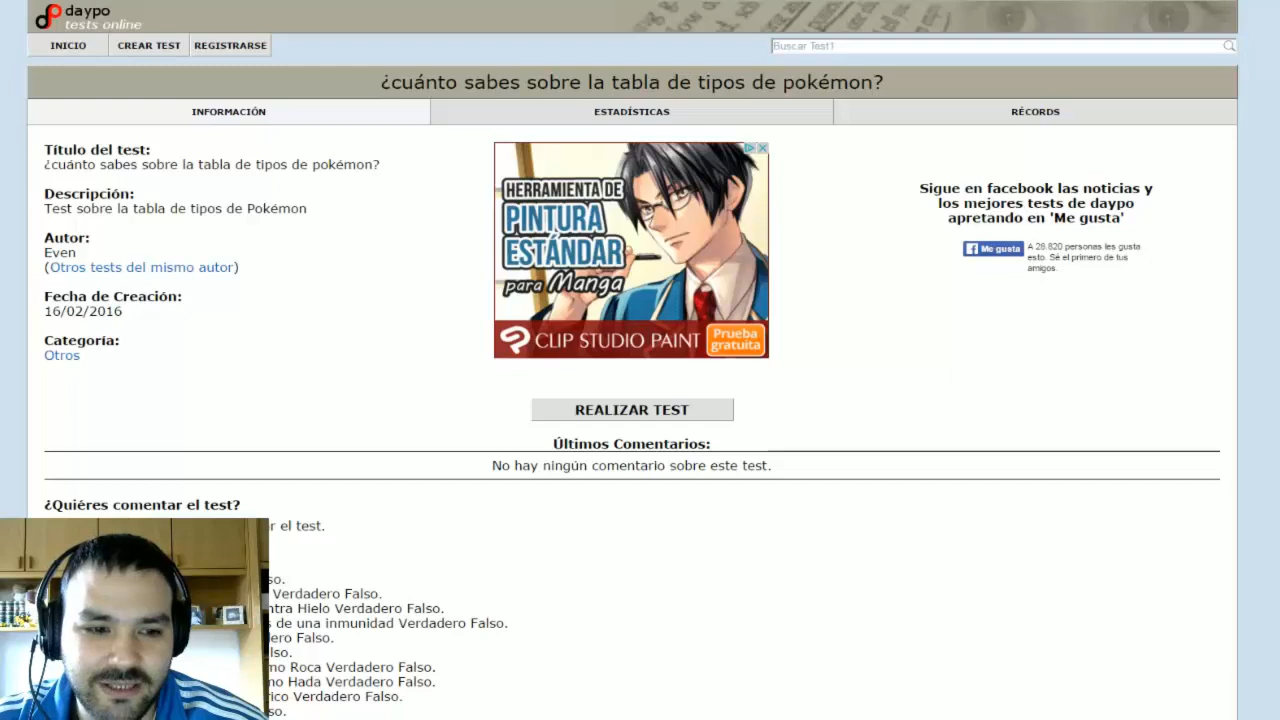 daypo
tests online
INICIO
CREAR TEST
REGISTRARSE
Buscar Test1
¿cuánto sabes sobre la tabla de tipos de pokémon?
INFORMACIÓN
ESTADÍSTICAS
RÉCORDS
Título del test:
¿cuánto sabes sobre la tabla de tipos de pokémon?
Descripción:
Test sobre la tabla de tipos de Pokémon
Autor:
Even
(Otros tests del mismo autor)
Fecha de Creación:
16/02/2016
Categoría:
Otros
HERRAMIENTA DE
PINTURA
ESTÁNDAR
para Manga
CLIP STUDIO PAINT
Prueba
gratuita
Sigue en facebook las noticias y
los mejores tests de daypo
apretando en 'Me gusta'
Me gusta
A 28.820 personas les gusta
esto. Sé el primero de tus
amigos.
REALIZAR TEST
Últimos Comentarios:
No hay ningún comentario sobre este test.
¿Quiéres comentar el test?
r el test.
so.
Verdadero Falso.
ntra Hielo Verdadero Falso.
s de una inmunidad Verdadero Falso.
dero Falso.
lso.
mo Roca Verdadero Falso.
mo Hada Verdadero Falso.
rico Verdadero Falso.
so.